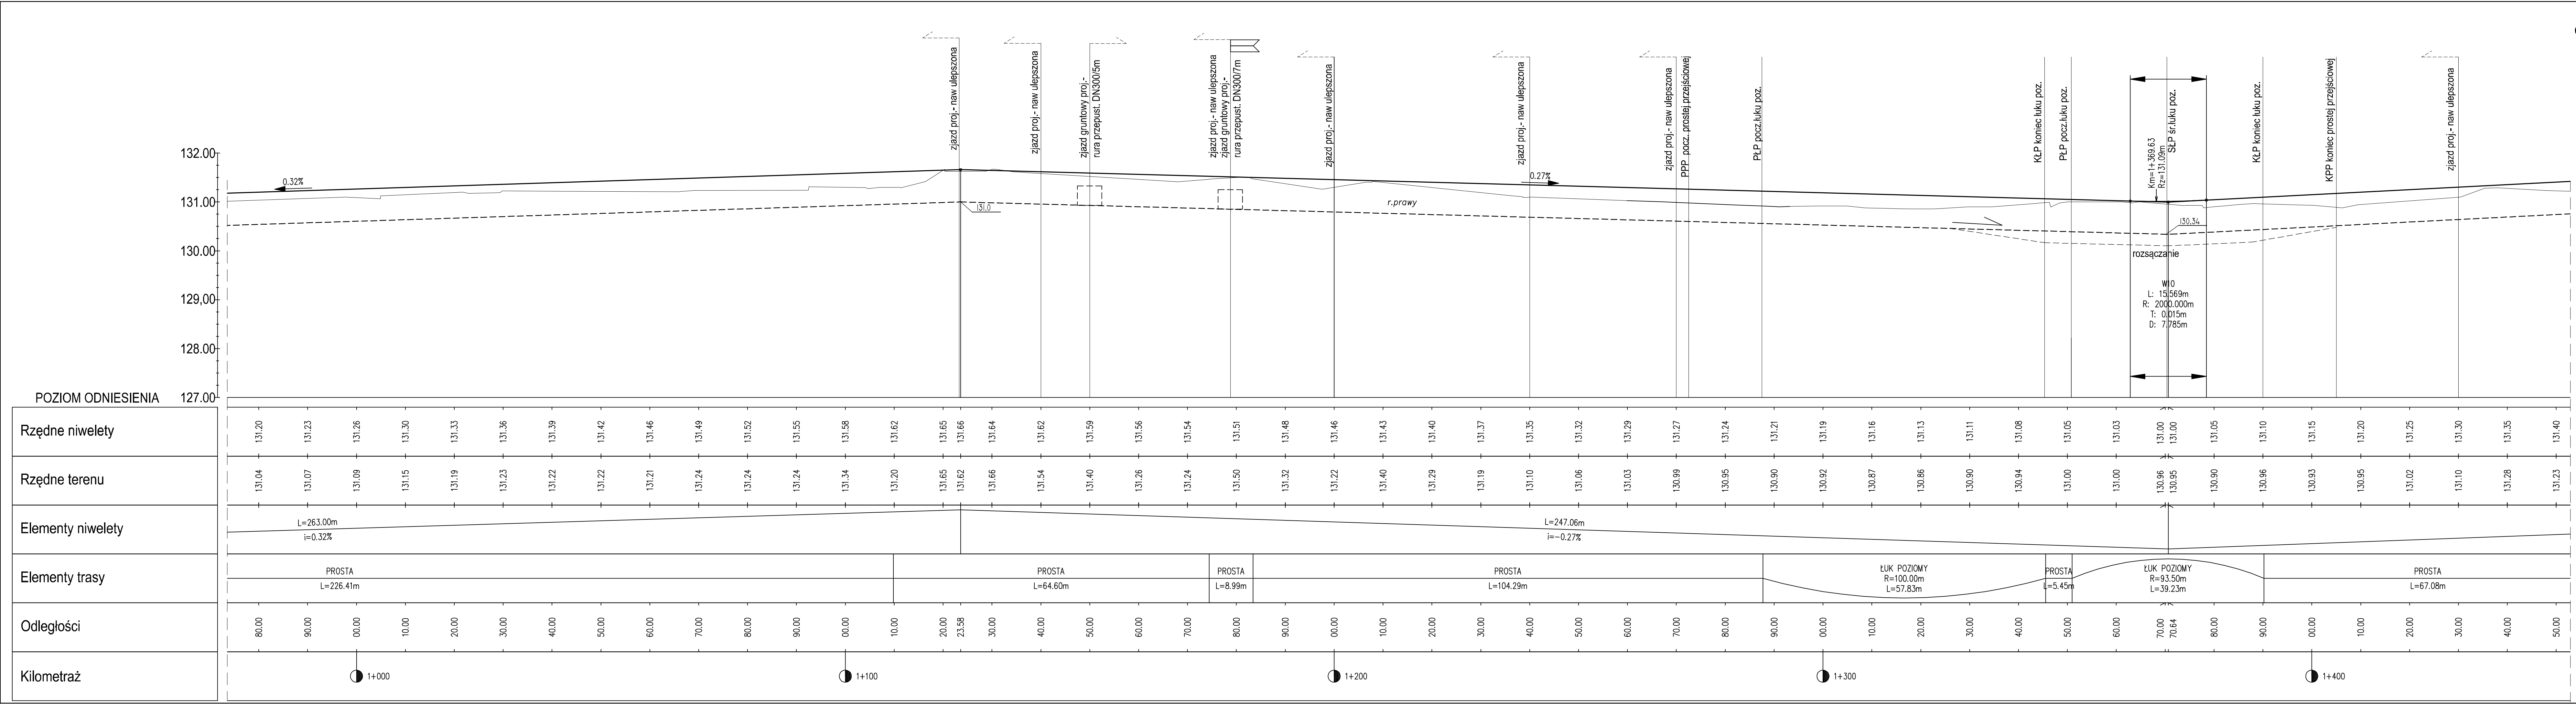 zjazd proj.- naw ulepszona
zjazd proj.- naw ulepszona
zjazd gruntowy proj.-
rura przepust. DN300/5m
zjazd proj.- naw ulepszona
zjazd gruntowy proj.-
rura przepust. DN300/7m
zjazd proj.- naw ulepszona
zjazd proj.- naw ulepszona
zjazd proj.- naw ulepszona
PPP pocz. prostej przejściowej
PŁP pocz.łuku poz.
KŁP koniec łuku poz.
PŁP pocz.łuku poz.
Km=1+369.63
Rz=131.09m
SŁP śr.łuku poz.
KŁP koniec łuku poz.
KPP koniec prostej przejściowej
zjazd proj.- naw ulepszona
132.00
131.00
130.00
129,00
128.00
127.00
0.32%
131.0
0.27%
r.prawy
130.34
rozsączanie
W10
L: 15.569m
R: 2000.000m
T: 0.015m
D: 7.785m
POZIOM ODNIESIENIA
Rzędne niwelety
131.20 131.23 131.26 131.30 131.33 131.36 131.39 131.42 131.46 131.49 131.52 131.55 131.58 131.62 131.65 131.66 131.64 131.62 131.59 131.56 131.54 131.51 131.48 131.46 131.43 131.40 131.37 131.35 131.32 131.29 131.27 131.24 131.21 131.19 131.16 131.13 131.11 131.08 131.05 131.03 131.00 131.00 131.05 131.10 131.15 131.20 131.25 131.30 131.35 131.40
Rzędne terenu
131.04 131.07 131.09 131.15 131.19 131.23 131.22 131.22 131.21 131.24 131.24 131.24 131.34 131.20 131.65 131.62 131.66 131.54 131.40 131.26 131.24 131.50 131.32 131.22 131.40 131.29 131.19 131.10 131.06 131.03 130.99 130.95 130.90 130.92 130.87 130.86 130.90 130.94 131.00 131.00 130.96 130.95 130.90 130.96 130.93 130.95 131.02 131.10 131.28 131.23
Elementy niwelety
L=263.00m
i=0.32%
L=247.06m
i=-0.27%
Elementy trasy
PROSTA
L=226.41m
PROSTA
L=64.60m
PROSTA
L=8.99m
PROSTA
L=104.29m
ŁUK POZIOMY
R=100.00m
L=57.83m
PROSTA
L=5.45m
ŁUK POZIOMY
R=93.50m
L=39.23m
PROSTA
L=67.08m
Odległości
80.00 90.00 00.00 10.00 20.00 30.00 40.00 50.00 60.00 70.00 80.00 90.00 00.00 10.00 20.00 23.58 30.00 40.00 50.00 60.00 70.00 80.00 90.00 00.00 10.00 20.00 30.00 40.00 50.00 60.00 70.00 80.00 90.00 00.00 10.00 20.00 30.00 40.00 50.00 60.00 70.00 70.64 80.00 90.00 00.00 10.00 20.00 30.00 40.00 50.00
Kilometraż
1+000 1+100 1+200 1+300 1+400